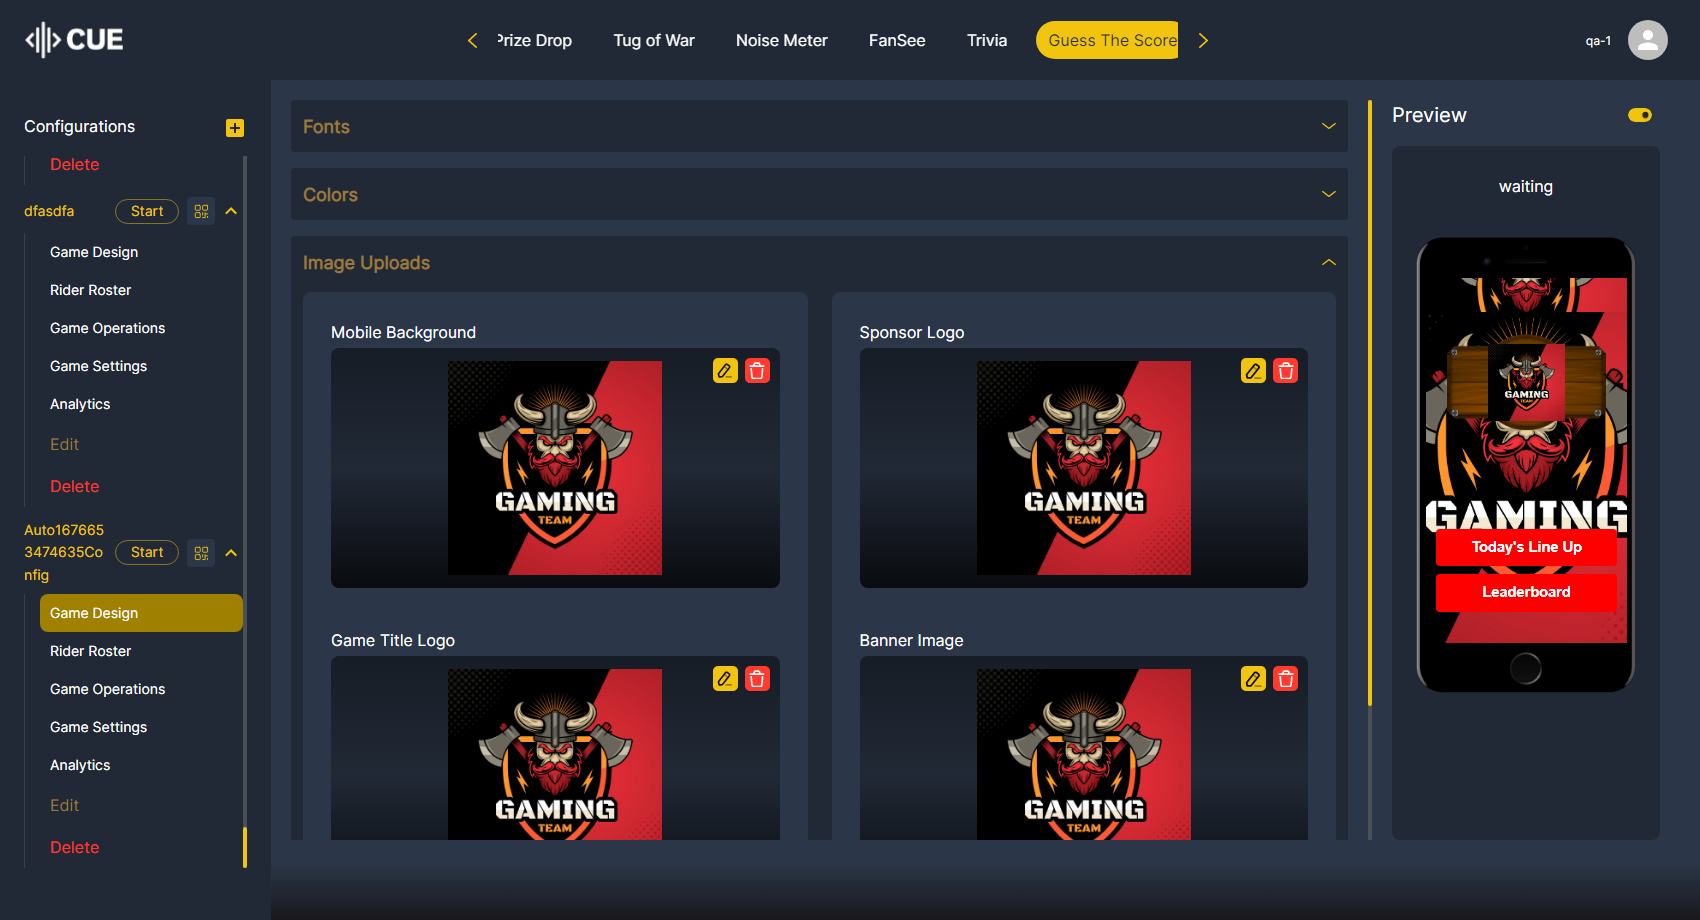 CUE
Prize Drop
Tug of War
Noise Meter
FanSee
Trivia
Guess The Score
qa-1
Configurations
Delete
dfasdfa
Start
Game Design
Rider Roster
Game Operations
Game Settings
Analytics
Edit
Delete
Auto167665
3474635Co
nfig
Start
Game Design
Rider Roster
Game Operations
Game Settings
Analytics
Edit
Delete
Fonts
Colors
Image Uploads
Mobile Background
GAMING
TEAM
Sponsor Logo
GAMING
TEAM
Game Title Logo
GAMING
TEAM
Banner Image
GAMING
TEAM
Preview
waiting
GAMING
TEAM
GAMING
Today's Line Up
Leaderboard